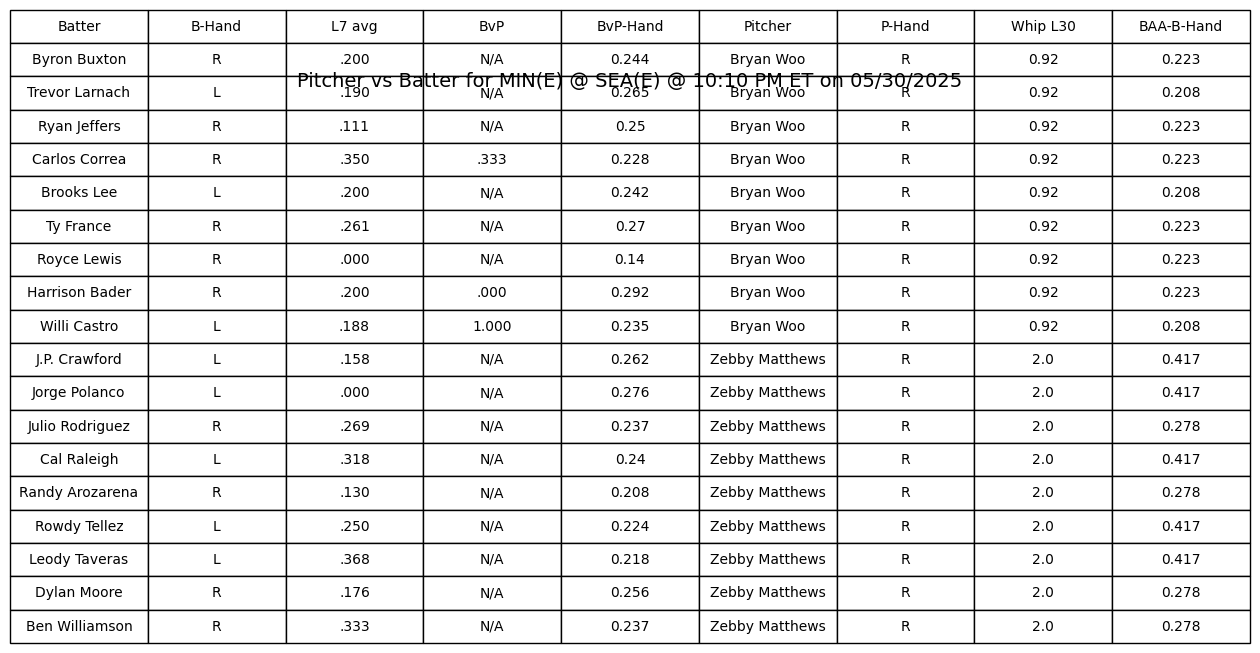 Batter B-Hand L7 avg BvP BvP-Hand Pitcher P-Hand Whip L30 BAA-B-Hand
Byron Buxton R .200 N/A 0.244 Bryan Woo R 0.92 0.223
Pitcher vs Batter for MIN(E) @ SEA(E) @ 10:10 PM ET on 05/30/2025
Trevor Larnach L .190 N/A 0.265 Bryan Woo R 0.92 0.208
Ryan Jeffers R .111 N/A 0.25 Bryan Woo R 0.92 0.223
Carlos Correa R .350 .333 0.228 Bryan Woo R 0.92 0.223
Brooks Lee L .200 N/A 0.242 Bryan Woo R 0.92 0.208
Ty France R .261 N/A 0.27 Bryan Woo R 0.92 0.223
Royce Lewis R .000 N/A 0.14 Bryan Woo R 0.92 0.223
Harrison Bader R .200 .000 0.292 Bryan Woo R 0.92 0.223
Willi Castro L .188 1.000 0.235 Bryan Woo R 0.92 0.208
J.P. Crawford L .158 N/A 0.262 Zebby Matthews R 2.0 0.417
Jorge Polanco L .000 N/A 0.276 Zebby Matthews R 2.0 0.417
Julio Rodriguez R .269 N/A 0.237 Zebby Matthews R 2.0 0.278
Cal Raleigh L .318 N/A 0.24 Zebby Matthews R 2.0 0.417
Randy Arozarena R .130 N/A 0.208 Zebby Matthews R 2.0 0.278
Rowdy Tellez L .250 N/A 0.224 Zebby Matthews R 2.0 0.417
Leody Taveras L .368 N/A 0.218 Zebby Matthews R 2.0 0.417
Dylan Moore R .176 N/A 0.256 Zebby Matthews R 2.0 0.278
Ben Williamson R .333 N/A 0.237 Zebby Matthews R 2.0 0.278